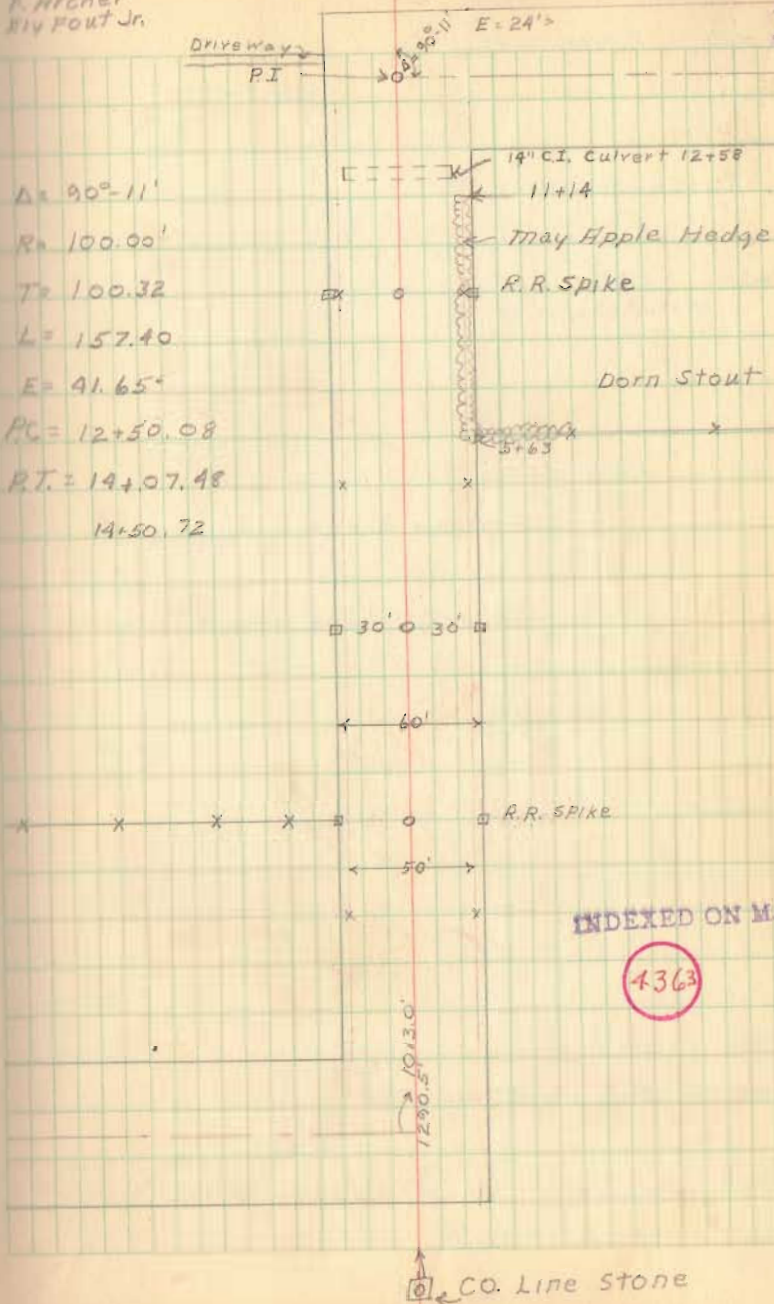 Fout Jr.
E = 24'
Driveway
Δ = 90°-11'
P.I
14" C.I. Culvert 12+58
11+14
Δ = 90°-11'
R = 100.00'
May Apple Hedge
T = 100.32
R.R. Spike
L = 157.40
E = 41.65
Dorn Stout
P.C = 12+50.08
5+63
P.T. = 14+07.48
14+50.72
30' 30'
60'
R.R. Spike
50'
INDEXED ON M
4363
1013.0'
1290.5'
CO. Line Stone